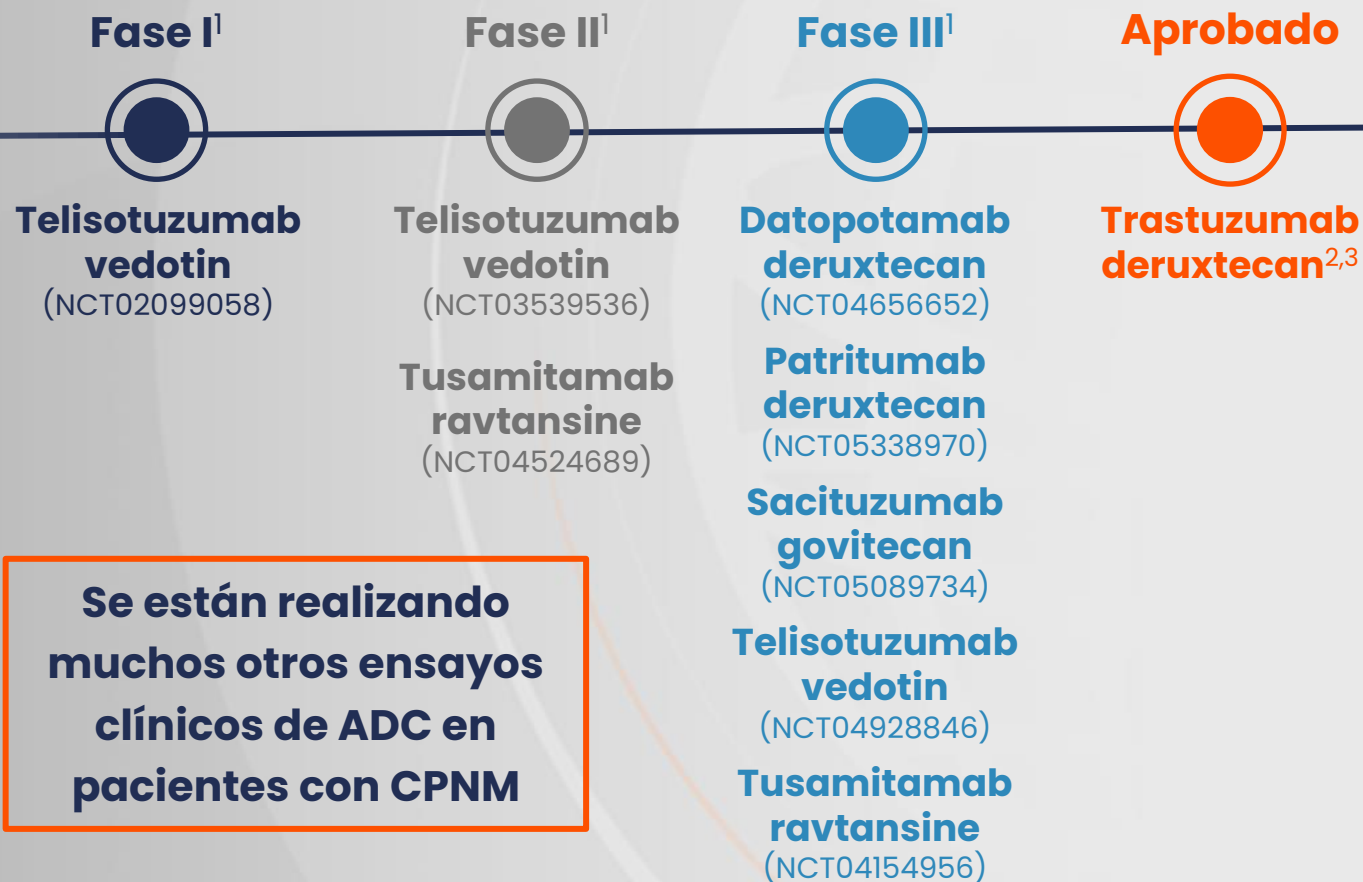 Fase I¹
Telisotuzumab
vedotin
(NCT02099058)
Fase II¹
Telisotuzumab
vedotin
(NCT03539536)
Tusamitamab
ravtansine
(NCT04524689)
Fase III¹
Datopotamab
deruxtecan
(NCT04656652)
Patritumab
deruxtecan
(NCT05338970)
Sacituzumab
govitecan
(NCT05089734)
Telisotuzumab
vedotin
(NCT04928846)
Tusamitamab
ravtansine
(NCT04154956)
Aprobado
Trastuzumab
deruxtecan²,³
Se están realizando
muchos otros ensayos
clínicos de ADC en
pacientes con CPNM